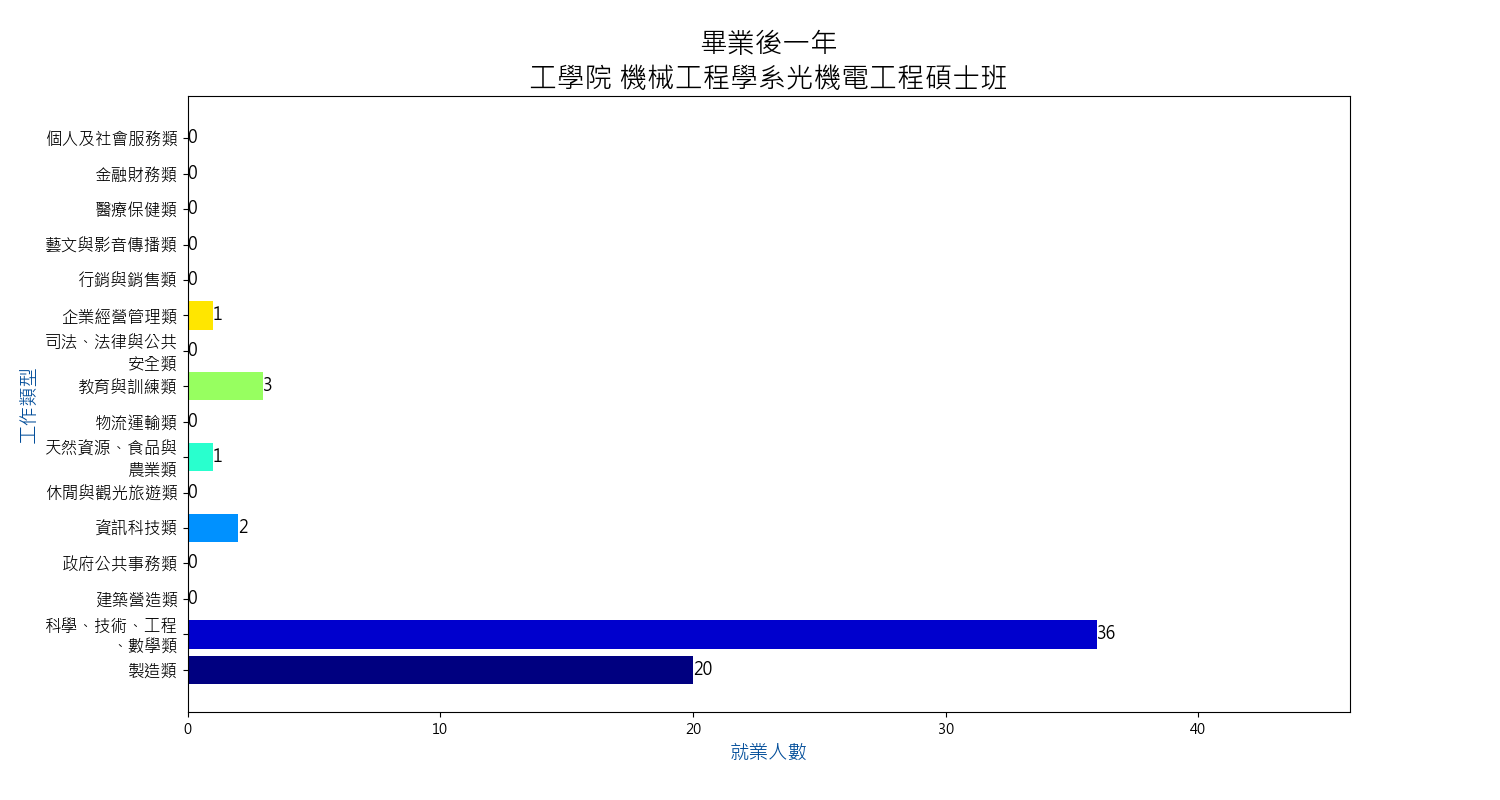 畢業後一年
工學院 機械工程學系光機電工程碩士班
個人及社會服務類 0
金融財務類 0
醫療保健類 0
藝文與影音傳播類 0
行銷與銷售類 0
企業經營管理類 1
司法、法律與公共
安全類 0
教育與訓練類 3
物流運輸類 0
天然資源、食品與
農業類 1
休閒與觀光旅遊類 0
資訊科技類 2
政府公共事務類 0
建築營造類 0
科學、技術、工程
、數學類 36
製造類 20
工作類型
0 10 20 30 40
就業人數